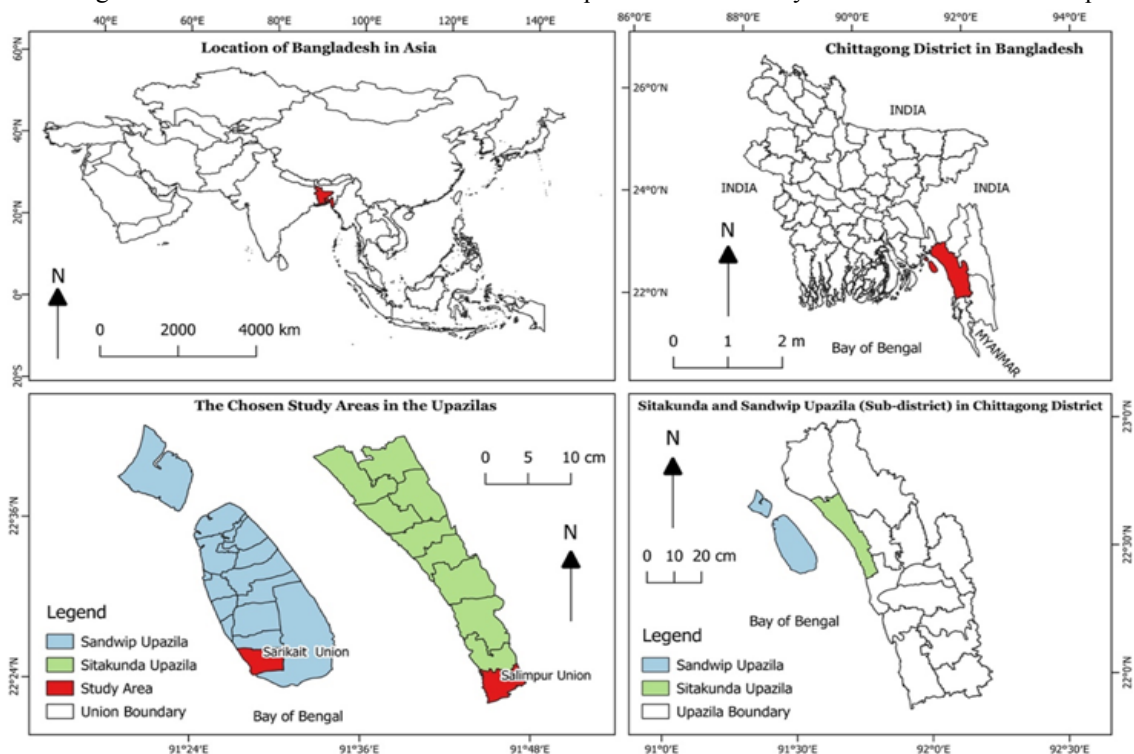 40°E 60°E 80°E 100°E 120°E 140°E
60°N
40°N
20°N
0°
20°S
Location of Bangladesh in Asia
N
0 2000 4000 km
86°0'E 88°0'E 90°0'E 92°0'E 94°0'E
Chittagong District in Bangladesh
26°0'N
24°0'N
22°0'N
INDIA
INDIA
INDIA
N
0 1 2 m
Bay of Bengal
MYANMAR
The Chosen Study Areas in the Upazilas
0 5 10 cm
N
22°36'N
22°24'N
Legend
Sandwip Upazila
Sitakunda Upazila
Study Area
Union Boundary
Sarikait Union
Salimpur Union
Bay of Bengal
91°24'E 91°36'E 91°48'E
Sitakunda and Sandwip Upazila (Sub-district) in Chittagong District
N
0 10 20 cm
Bay of Bengal
Legend
Sandwip Upazila
Sitakunda Upazila
Upazila Boundary
23°0'N
22°30'N
22°0'N
91°0'E 91°30'E 92°0'E 92°30'E